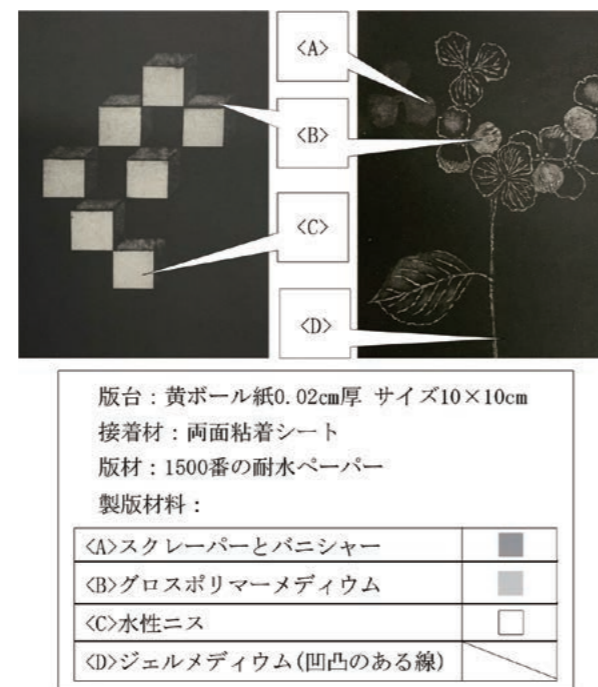 <A>
<B>
<C>
<D>
版台：黄ボール紙0.02cm厚 サイズ10×10cm
接着材：両面粘着シート
版材：1500番の耐水ペーパー
製版材料：
<A>スクレーパーとバニシャー
<B>グロスポリマーメディウム
<C>水性ニス
<D>ジェルメディウム(凹凸のある線)